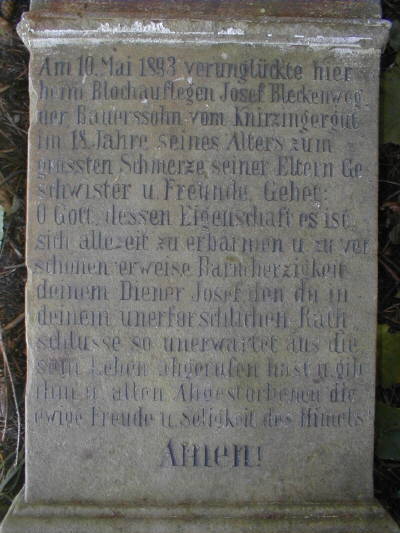 Am 10. Mai 1893 verunglückte hier
beim Blochauflegen Josef Bleckenweg
ner Bauerssohn vom Knirzingergut
im 18. Jahre seines Alters zum
grössten Schmerze seiner Eltern Ge
schwister u. Freunde. Gebet:
O Gott, dessen Eigenschaft es ist
sich allezeit zu erbarmen u. zu ver
schonen erweise Barmherzigkeit
deinem Diener Josef den du in
deinem unerforschlichen Rath
schlusse so unerwartet aus die
sem Leben abgerufen hast u. gib
ihm u. allen Abgestorbenen die
ewige Freude u. Seligkeit des Himels
Amen!